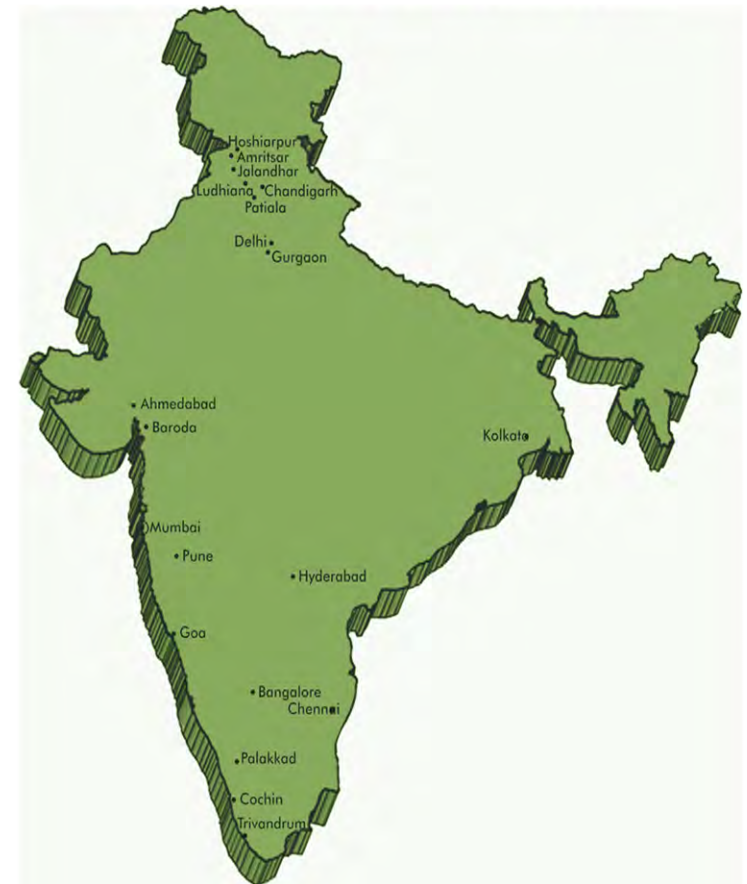 Hoshiarpur
Amritsar
Jalandhar
Ludhiana Chandigarh
Patiala
Delhi
Gurgaon
Ahmedabad
Baroda
Kolkata
Mumbai
Pune
Hyderabad
Goa
Bangalore
Chennai
Palakkad
Cochin
Trivandrum